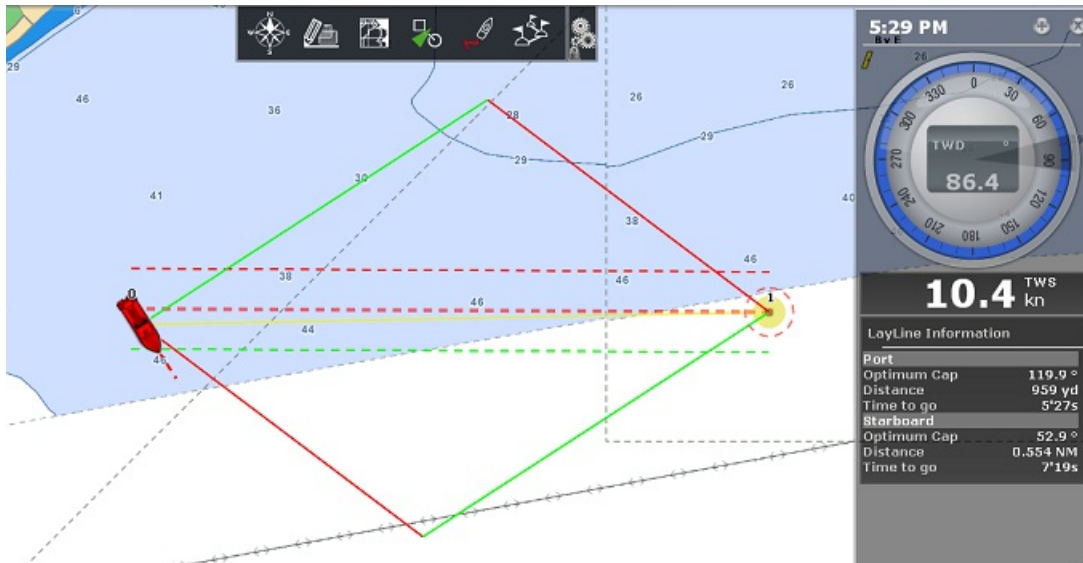 5:29 PM
By E
29
46
36
28
26
26
26
29
29
30
41
38
40
46
38
46
46
44
46
0
1
N
E
S
W
0
30
60
90
120
150
180
210
240
270
300
330
TWD °
86.4
10.4 TWS kn
LayLine Information
Port
Optimum Cap 119.9 °
Distance 959 yd
Time to go 5'27s
Starboard
Optimum Cap 52.9 °
Distance 0.554 NM
Time to go 7'19s